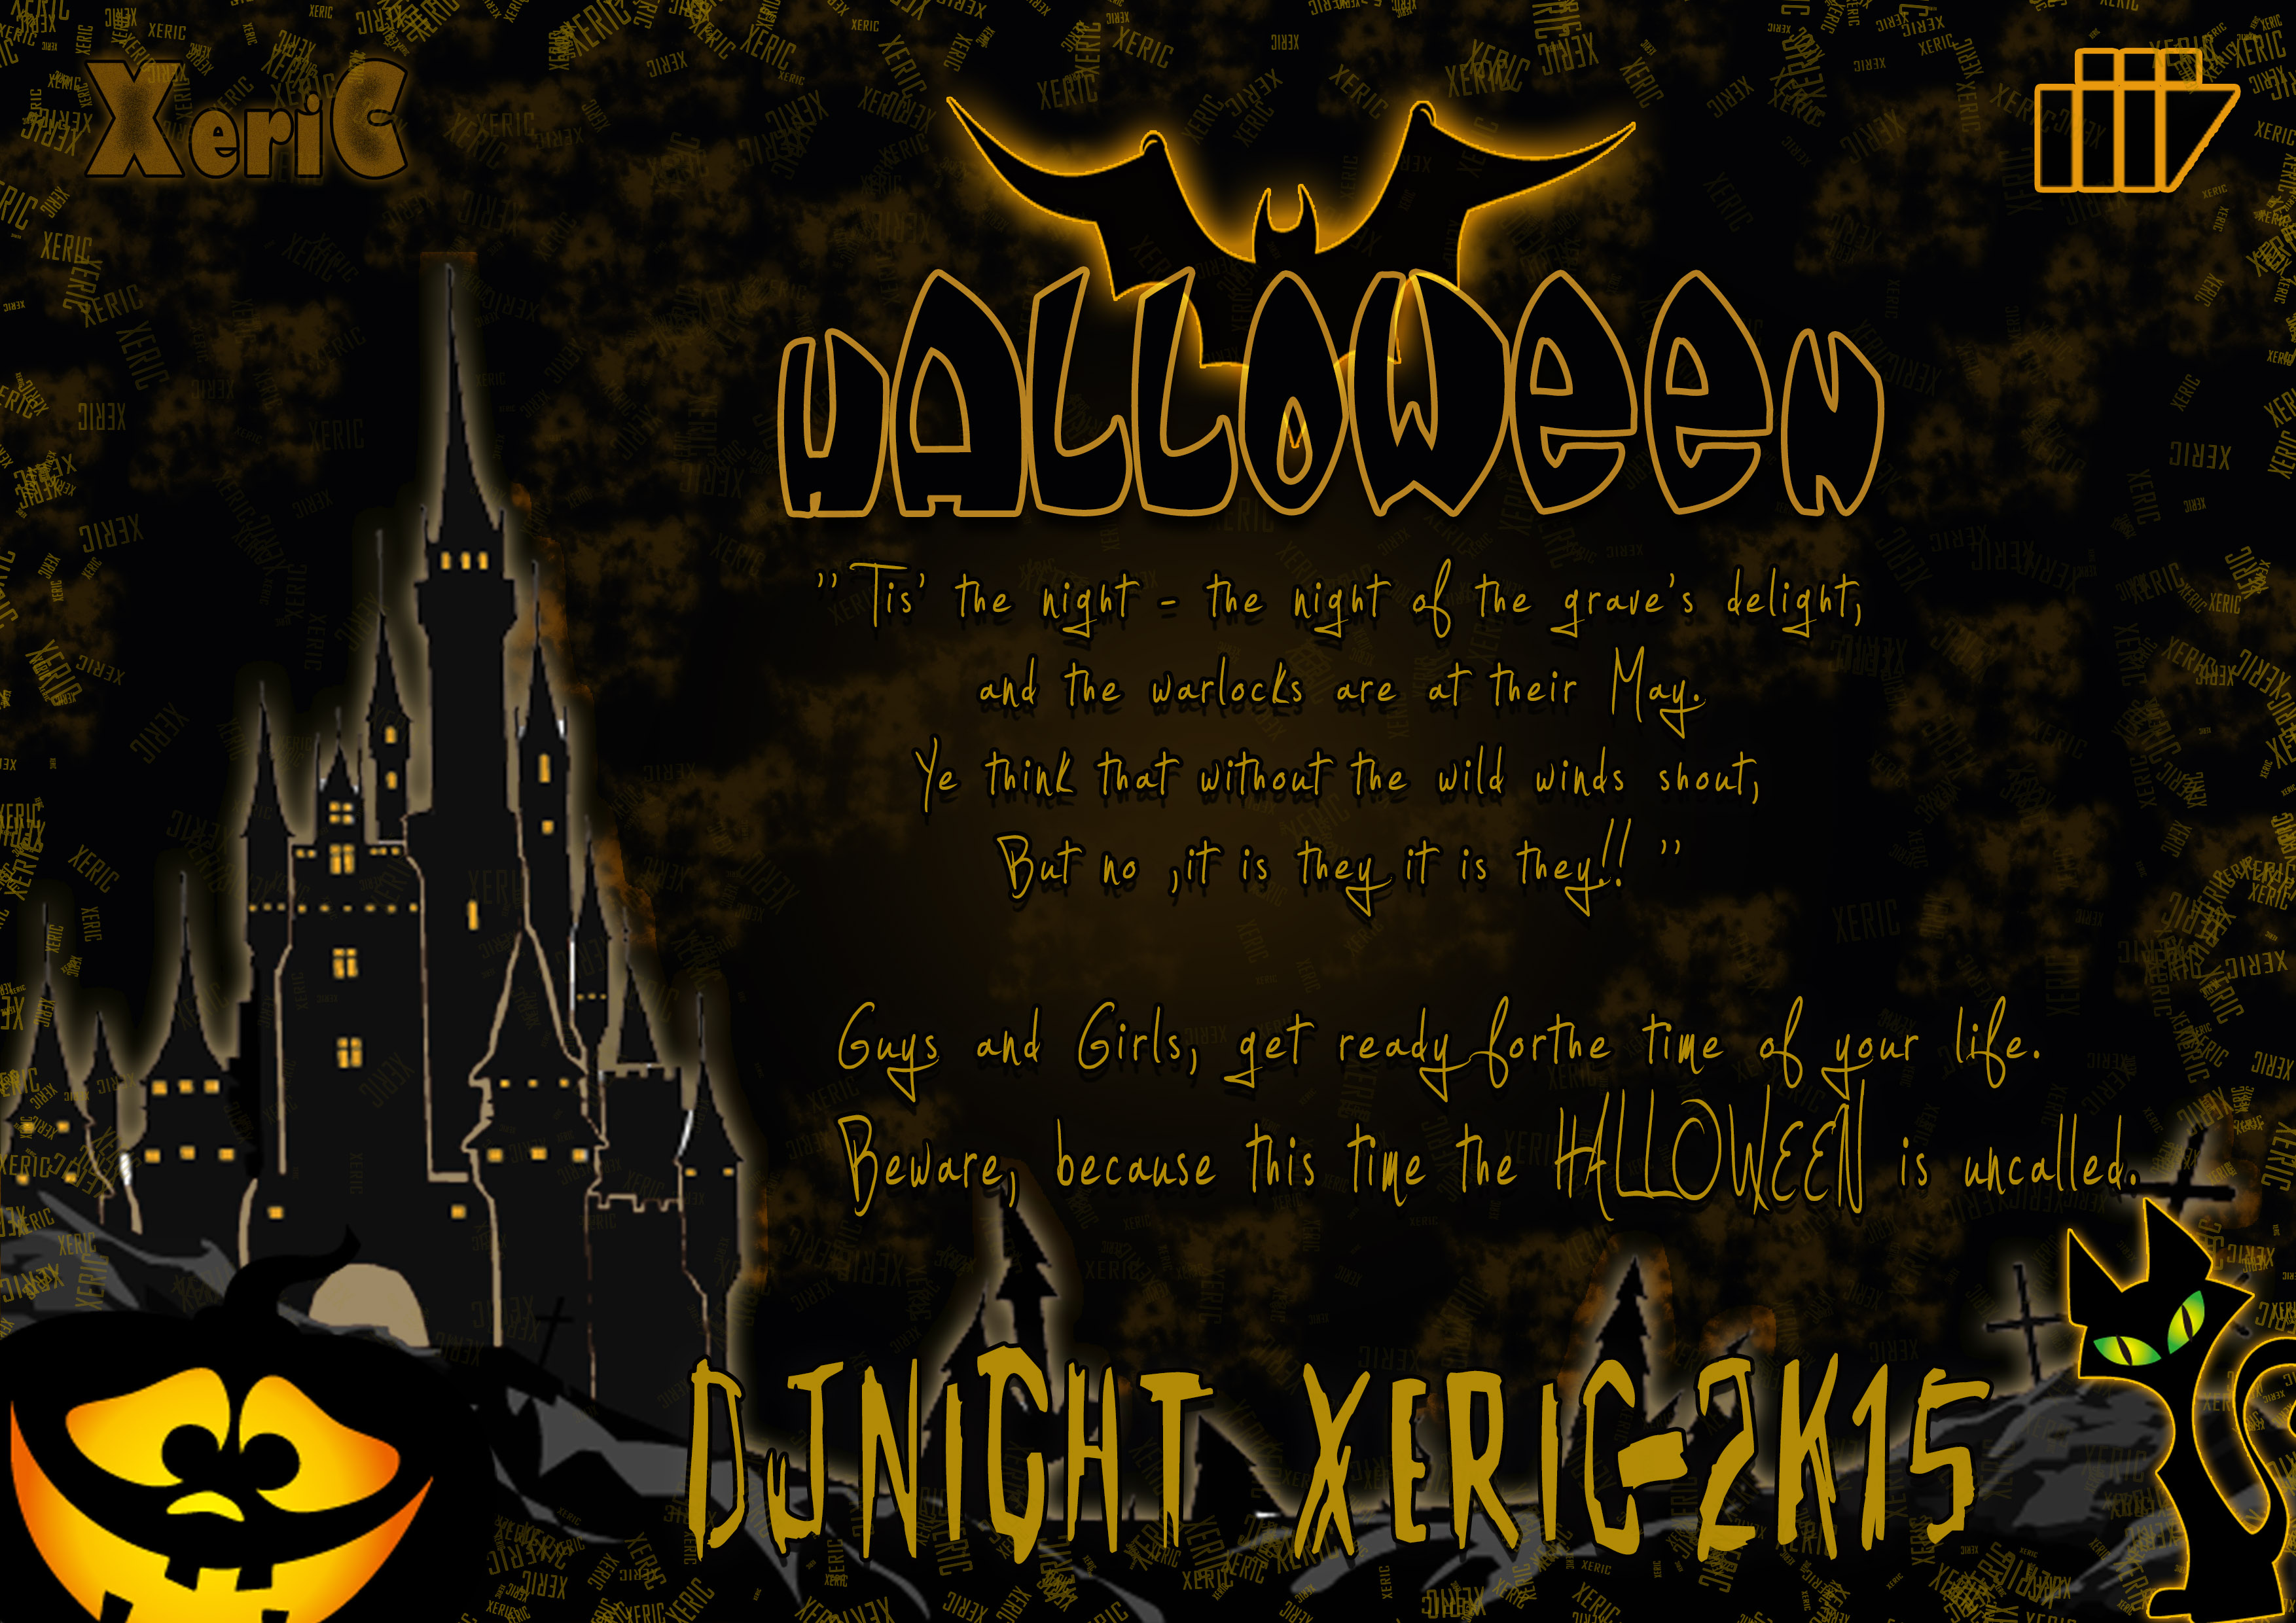 XeriC
HALLOWeeN
" Tis' the night - the night of the grave's delight,
and the warlocks are at their May.
Ye think that without the wild winds shout,
But no ,it is they it is they!! "
Guys and Girls, get ready forthe time of your life.
Beware, because this time the HALLOWEEN is uncalled.
DJ NIGHT XERIC-2K15